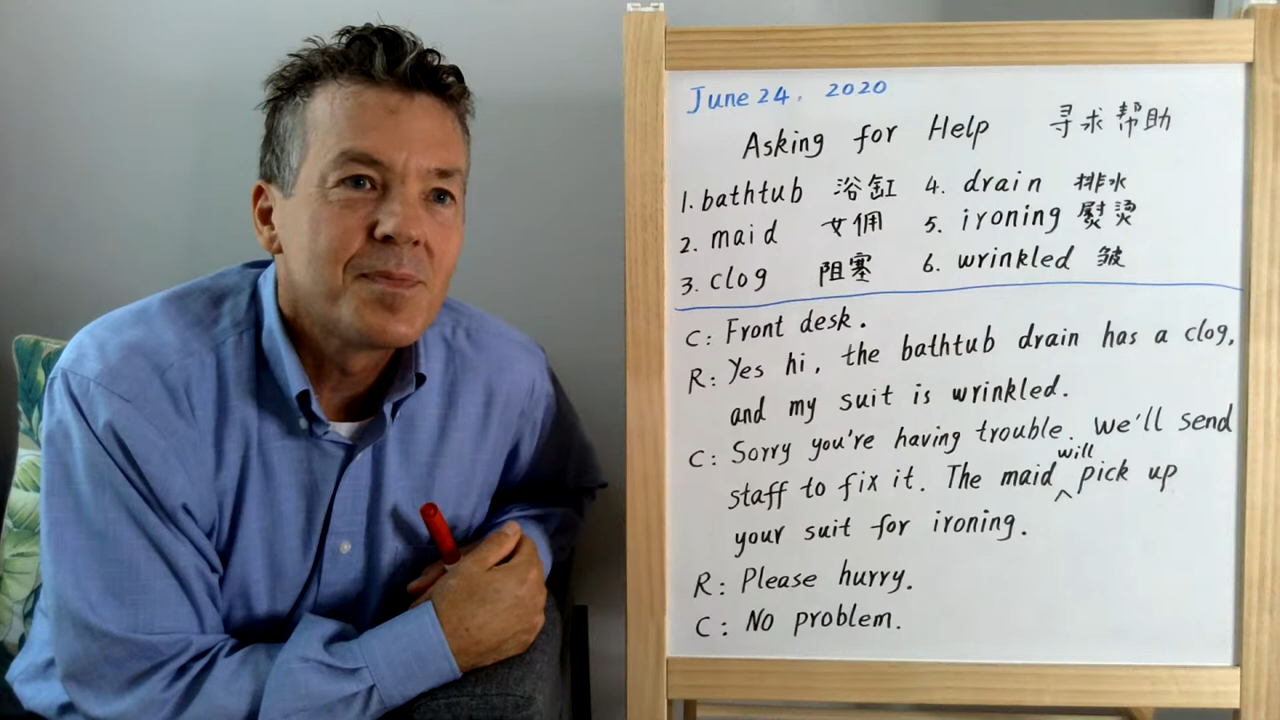 June 24, 2020
Asking for Help 寻求帮助
1. bathtub 浴缸 4. drain 排水
2. maid 女佣 5. ironing 熨烫
3. clog 阻塞 6. wrinkled 皱
C: Front desk.
R: Yes hi, the bathtub drain has a clog,
and my suit is wrinkled.
C: Sorry you're having trouble. We'll send
staff to fix it. The maid will pick up
your suit for ironing.
R: Please hurry.
C: No problem.